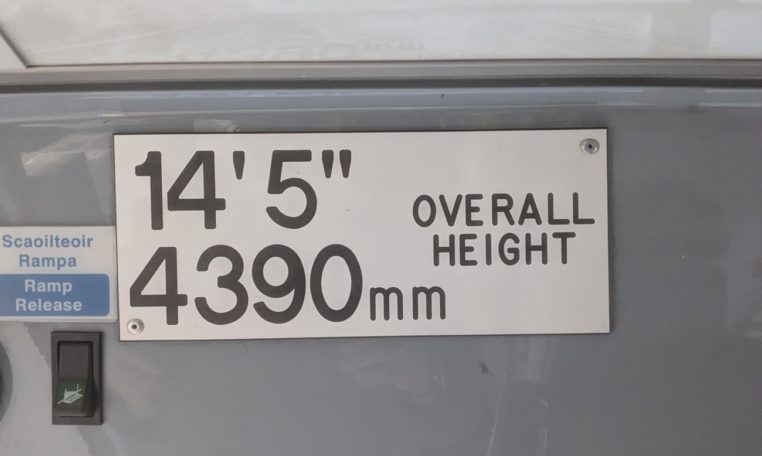 14' 5"
4390mm
OVERALL
HEIGHT
Scaoilteoir
Rampa
Ramp
Release